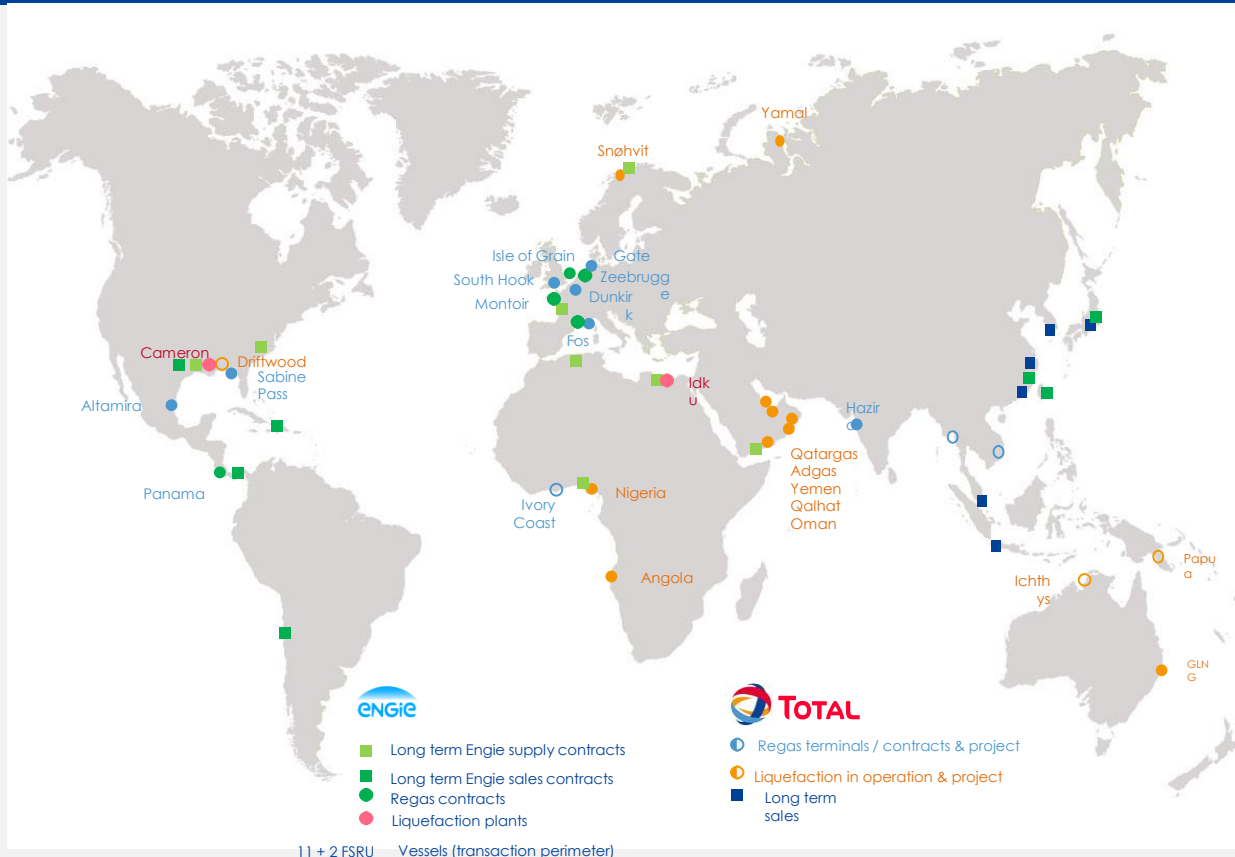 Yamal
Snøhvit
Isle of Grain
Gate
South Hook
Zeebrugg
e
Montoir
Dunkir
k
Fos
Cameron
Driftwood
Sabine
Pass
Altamira
Idk
u
Hazir
a
Panama
Qatargas
Adgas
Yemen
Qalhat
Oman
Nigeria
Ivory
Coast
Angola
Papu
a
Ichth
ys
GLN
G
ENGIE
TOTAL
Long term Engie supply contracts
Long term Engie sales contracts
Regas contracts
Liquefaction plants
11 + 2 FSRU Vessels (transaction perimeter)
Regas terminals / contracts & project
Liquefaction in operation & project
Long term
sales